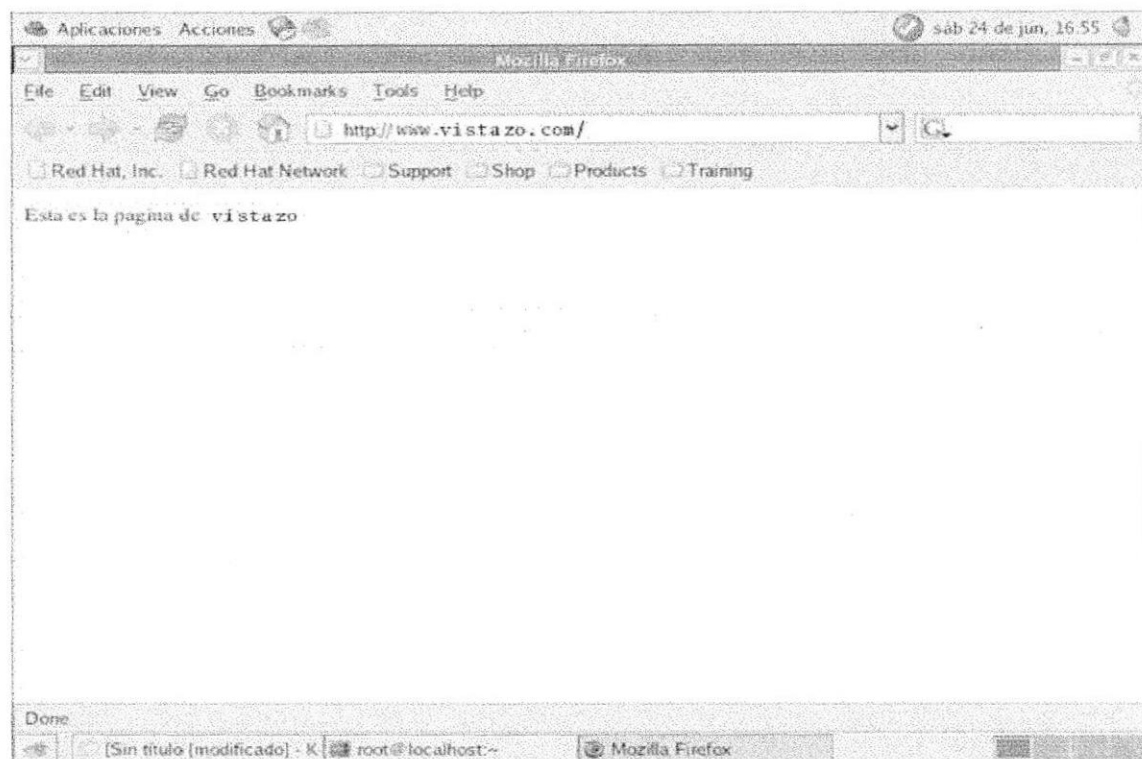 Aplicaciones Acciones sáb 24 de jun, 16:55
Mozilla Firefox
File Edit View Go Bookmarks Tools Help
http://www.vistazo.com/ G
Red Hat, Inc. Red Hat Network Support Shop Products Training
Esta es la pagina de vistazo
Done
[Sin título [modificado] - K root@localhost:~ Mozilla Firefox